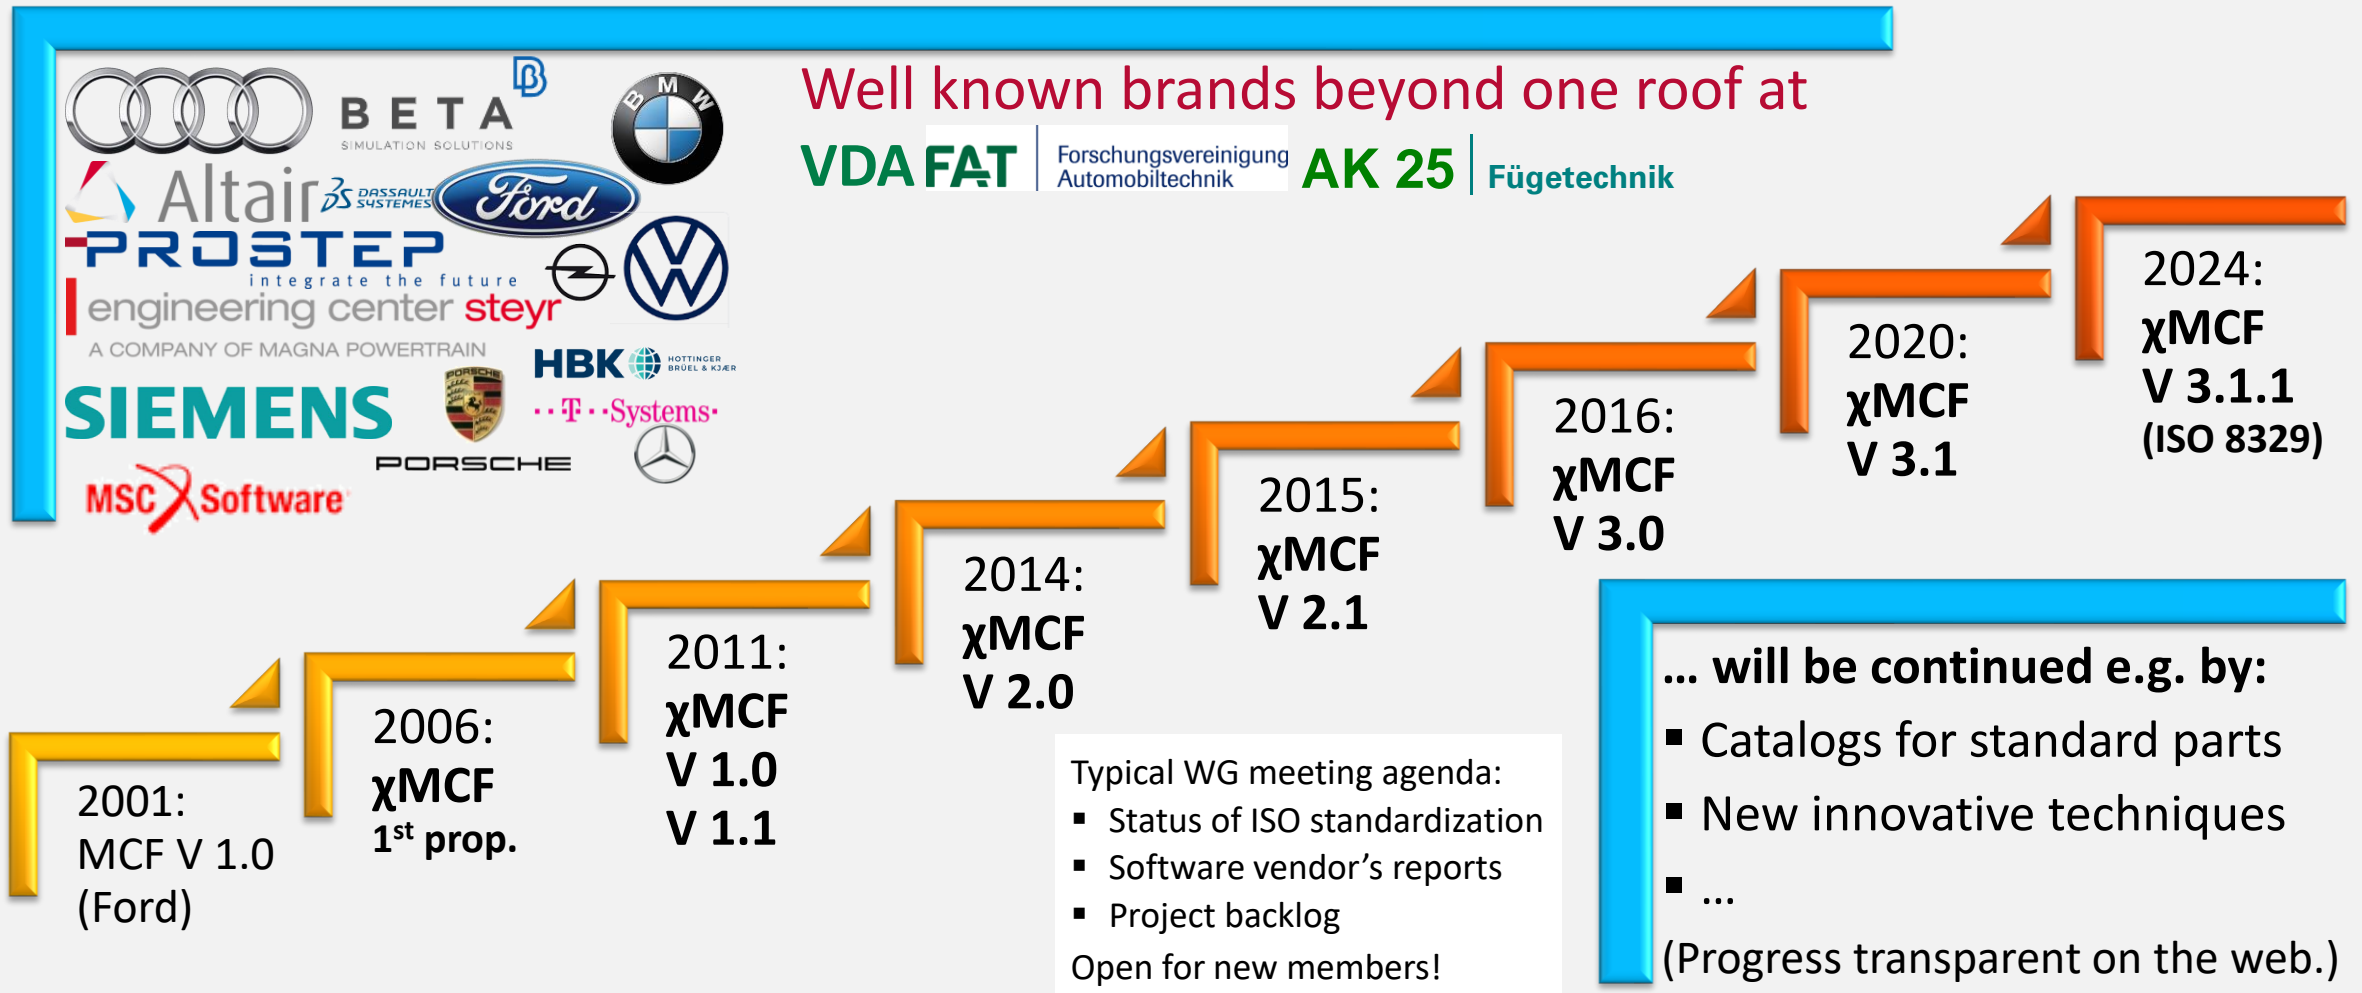 BETA
SIMULATION SOLUTIONS
BMW
Altair
DASSAULT
SYSTEMES
Ford
PROSTEP
integrate the future
engineering center steyr
A COMPANY OF MAGNA POWERTRAIN
HBK
HOTTINGER
BRÜEL & KJÆR
SIEMENS
PORSCHE
··T··Systems·
PORSCHE
MSC Software
Well known brands beyond one roof at
VDA FAT Forschungsvereinigung
Automobiltechnik
AK 25 Fügetechnik
2001:
MCF V 1.0
(Ford)
2006:
χMCF
1st prop.
2011:
χMCF
V 1.0
V 1.1
2014:
χMCF
V 2.0
2015:
χMCF
V 2.1
2016:
χMCF
V 3.0
2020:
χMCF
V 3.1
2024:
χMCF
V 3.1.1
(ISO 8329)
Typical WG meeting agenda:
▪ Status of ISO standardization
▪ Software vendor’s reports
▪ Project backlog
Open for new members!
... will be continued e.g. by:
▪ Catalogs for standard parts
▪ New innovative techniques
▪ ...
(Progress transparent on the web.)